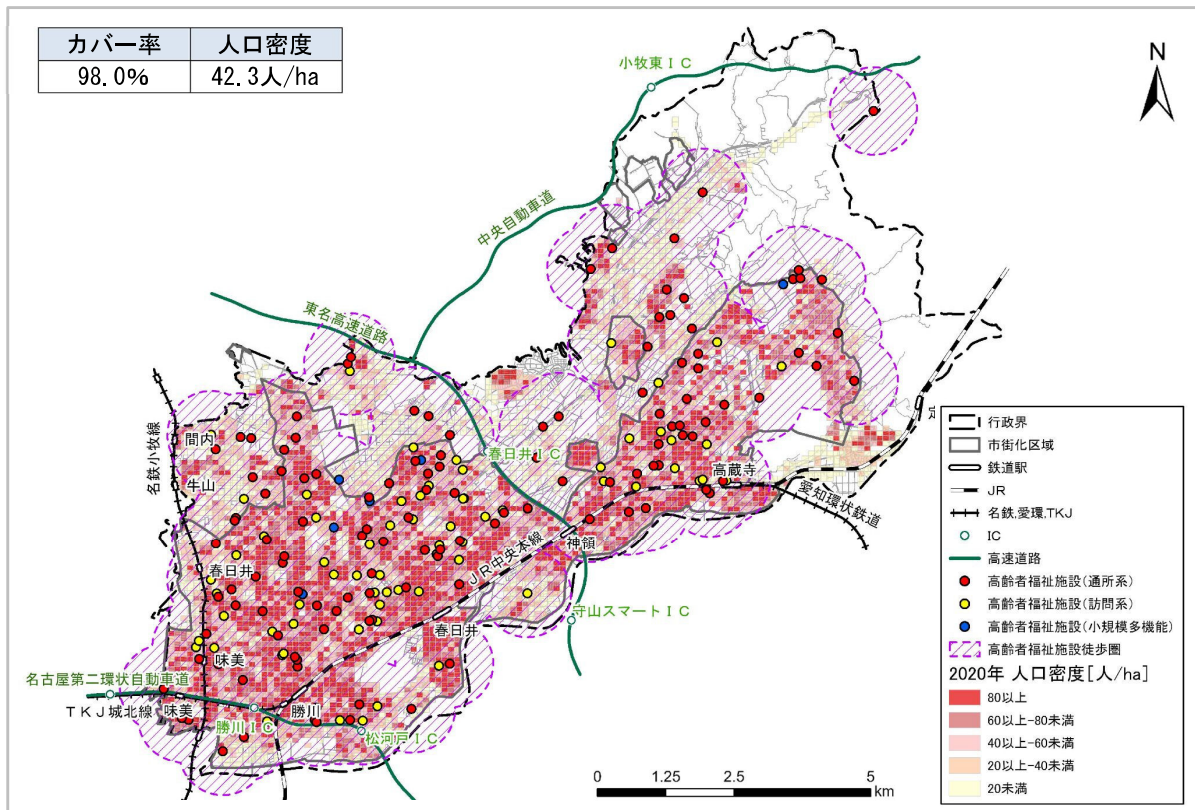 カバー率 人口密度
98.0% 42.3人/ha
N
小牧東IC
中央自動車道
東名高速道路
名鉄小牧線
間内
牛山
春日井IC
高蔵寺
愛知環状鉄道
定
神領
JR中央本線
春日井
守山スマートIC
春日井
味美
名古屋第二環状自動車道
TKJ城北線
味美
勝川
勝川IC
松河戸IC
行政界
市街化区域
鉄道駅
JR
名鉄,愛環,TKJ
IC
高速道路
高齢者福祉施設(通所系)
高齢者福祉施設(訪問系)
高齢者福祉施設(小規模多機能)
高齢者福祉施設徒歩圏
2020年 人口密度[人/ha]
80以上
60以上-80未満
40以上-60未満
20以上-40未満
20未満
0 1.25 2.5 5
km